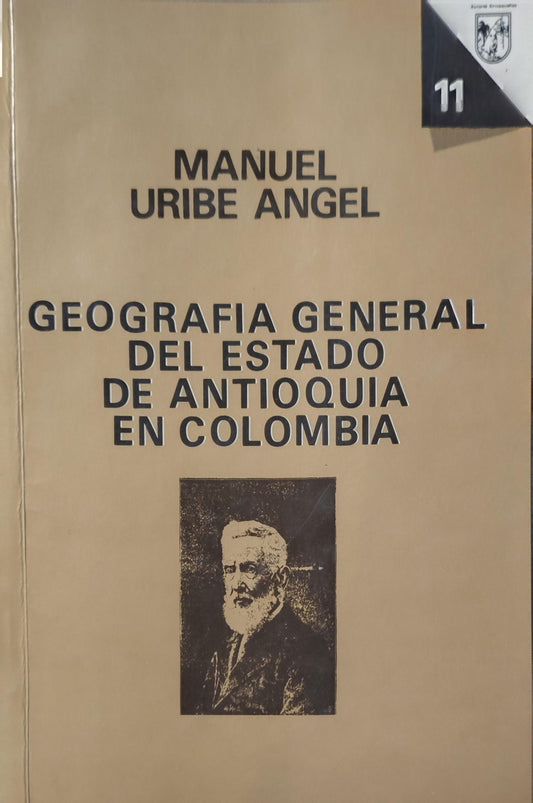 11
MANUEL
URIBE ANGEL
GEOGRAFIA GENERAL
DEL ESTADO
DE ANTIOQUIA
EN COLOMBIA